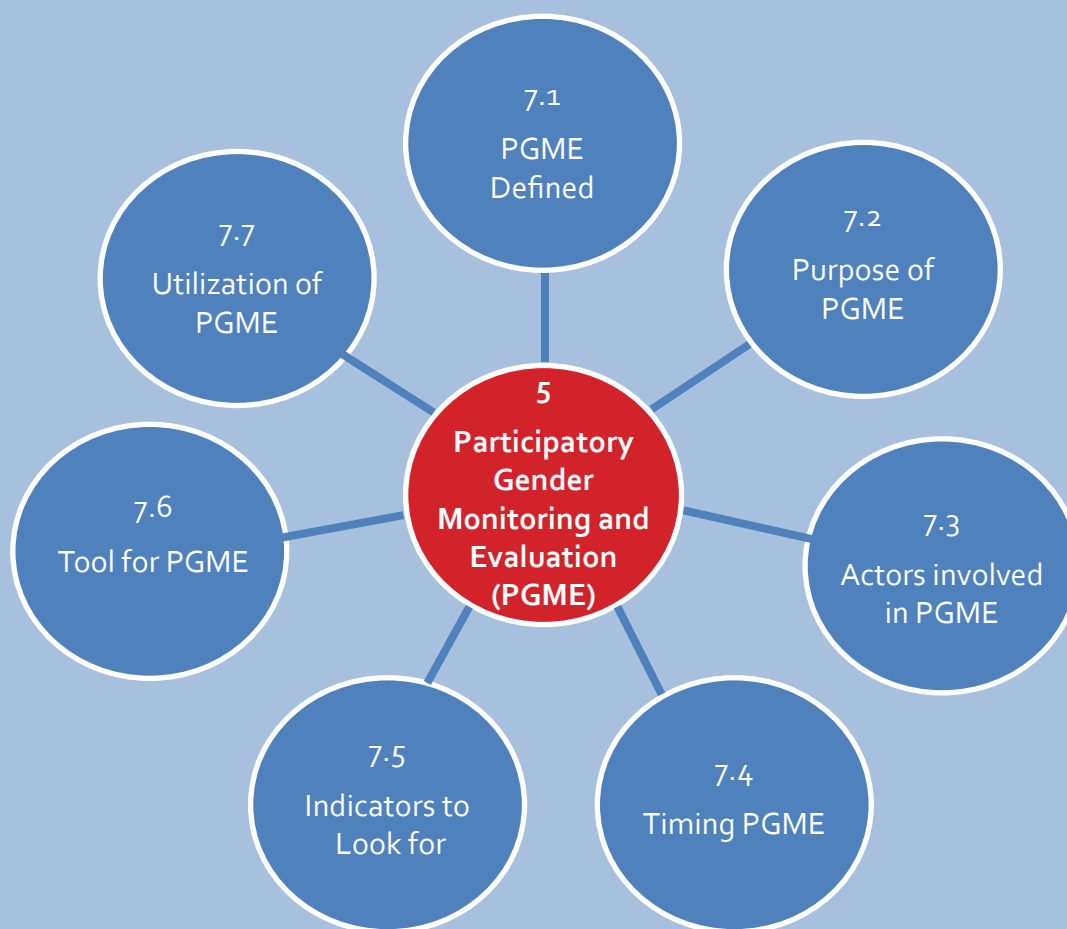 7.1
PGME
Defined
7.2
Purpose of
PGME
7.3
Actors involved
in PGME
7.4
Timing PGME
7.5
Indicators to
Look for
7.6
Tool for PGME
7.7
Utilization of
PGME
5
Participatory
Gender
Monitoring and
Evaluation
(PGME)